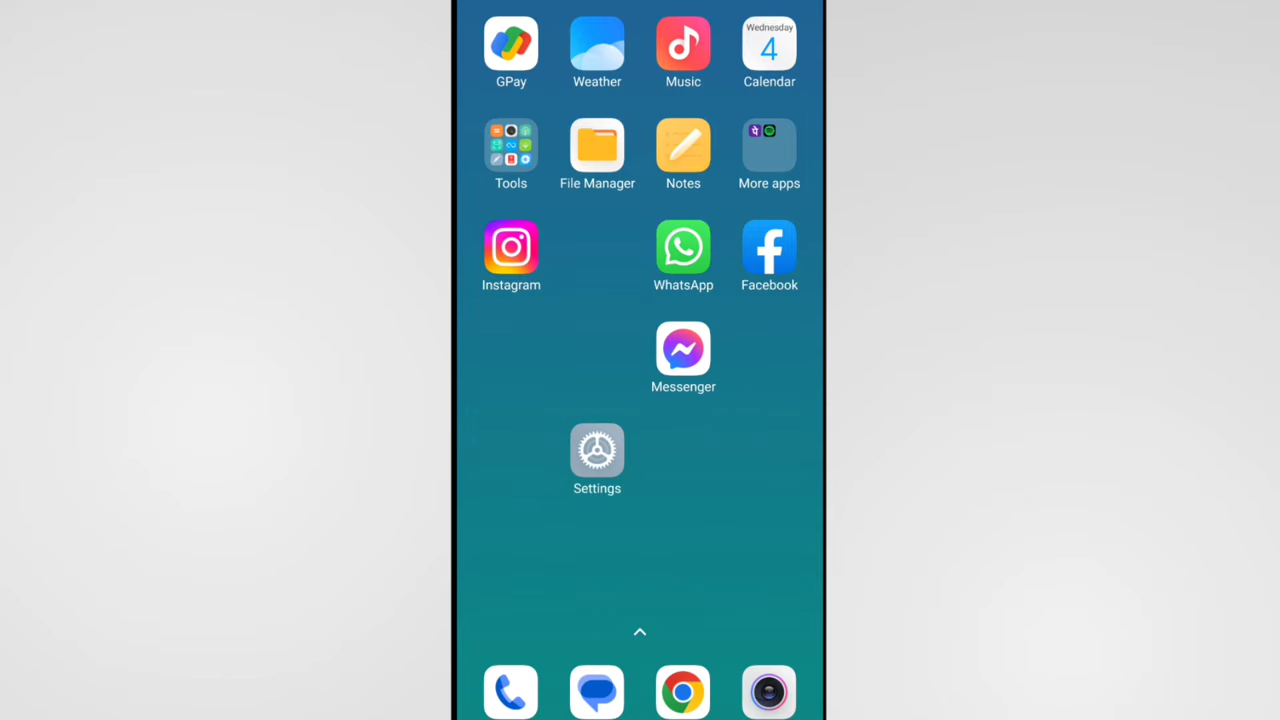 GPay
Weather
Music
Wednesday
4
Calendar
Tools
File Manager
Notes
पे
More apps
Instagram
WhatsApp
Facebook
Messenger
Settings